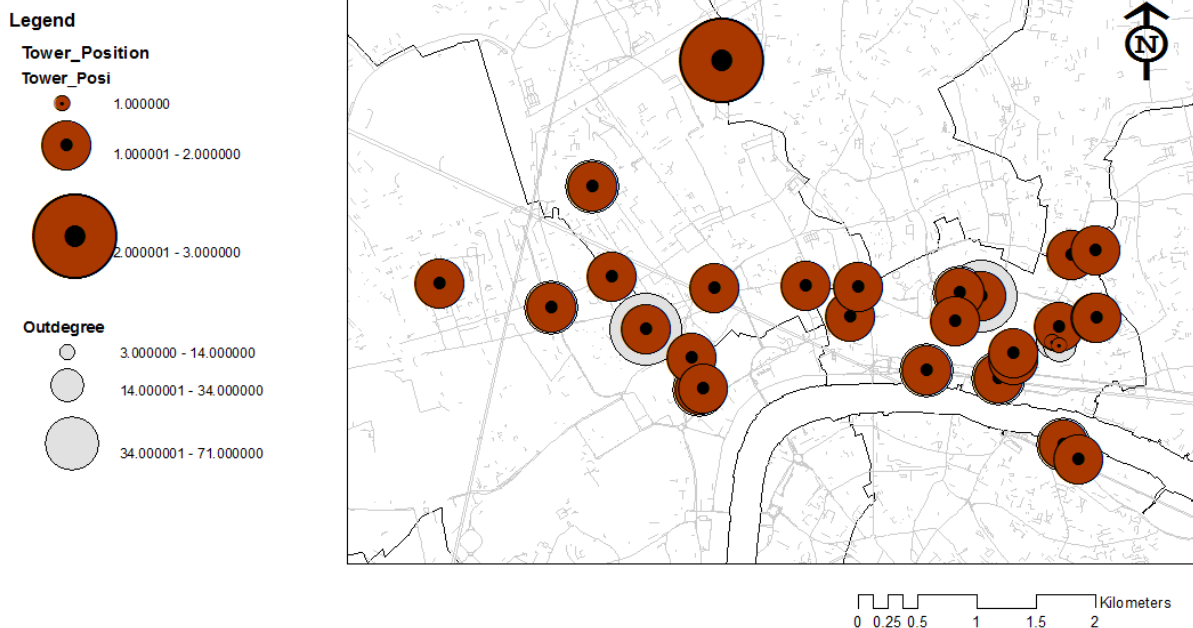 Legend
Tower_Position
Tower_Posi
1.000000
1.000001 - 2.000000
2.000001 - 3.000000
Outdegree
3.000000 - 14.000000
14.000001 - 34.000000
34.000001 - 71.000000
N
Kilometers
0 0.25 0.5 1 1.5 2